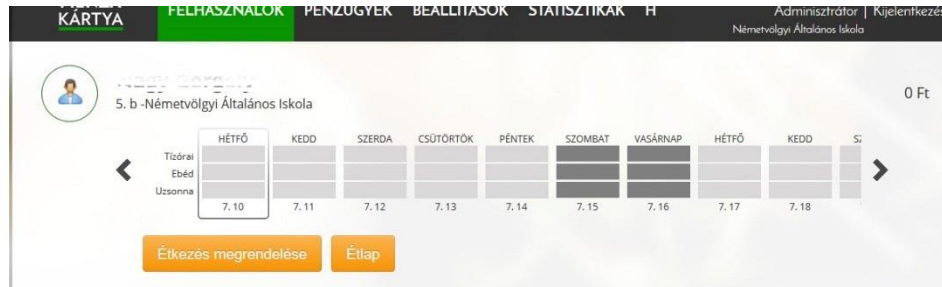 KÁRTYA FELHASZNÁLÓK PÉNZÜGYEK BEÁLLÍTÁSOK STATISZTIKÁK H Adminisztrátor | Kijelentkezés
Németvölgyi Általános Iskola
0 Ft
5. b -Németvölgyi Általános Iskola
HÉTFŐ KEDD SZERDA CSÜTÖRTÖK PÉNTEK SZOMBAT VASÁRNAP HÉTFŐ KEDD
Tízórai
Ebéd
Uzsonna
7. 10 7. 11 7. 12 7. 13 7. 14 7. 15 7. 16 7. 17 7. 18
Étkezés megrendelése Étlap